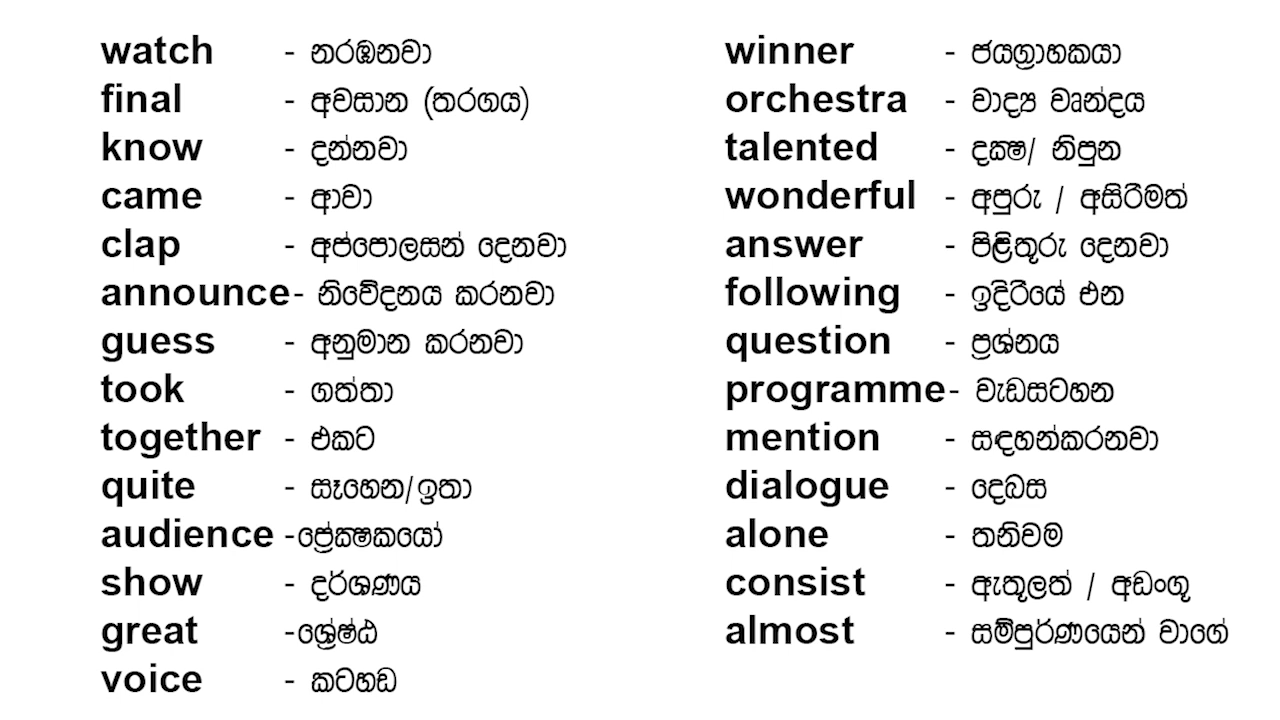 watch - නරඹනවා
final - අවසාන (තරගය)
know - දන්නවා
came - ආවා
clap - අප්පොලසන් දෙනවා
announce- නිවේදනය කරනවා
guess - අනුමාන කරනවා
took - ගත්තා
together - එකට
quite - සෑහෙන/ඉතා
audience -ප්‍රේක්‍ෂකයෝ
show - දර්ශණය
great -ශ්‍රේෂ්ඨ
voice - කටහඩ
winner - ජයග්‍රාහකයා
orchestra - වාද්‍ය වෘන්දය
talented - දක්‍ෂ/ නිපුන
wonderful - අපුරු / අසිරිමත්
answer - පිළිතූරු දෙනවා
following - ඉදිරියේ එන
question - ප්‍රශ්නය
programme- වැඩසටහන
mention - සඳහන්කරනවා
dialogue - දෙබස
alone - තනිවම
consist - ඇතූලත් / අඩංගූ
almost - සම්පුර්ණයෙන් වාගේ